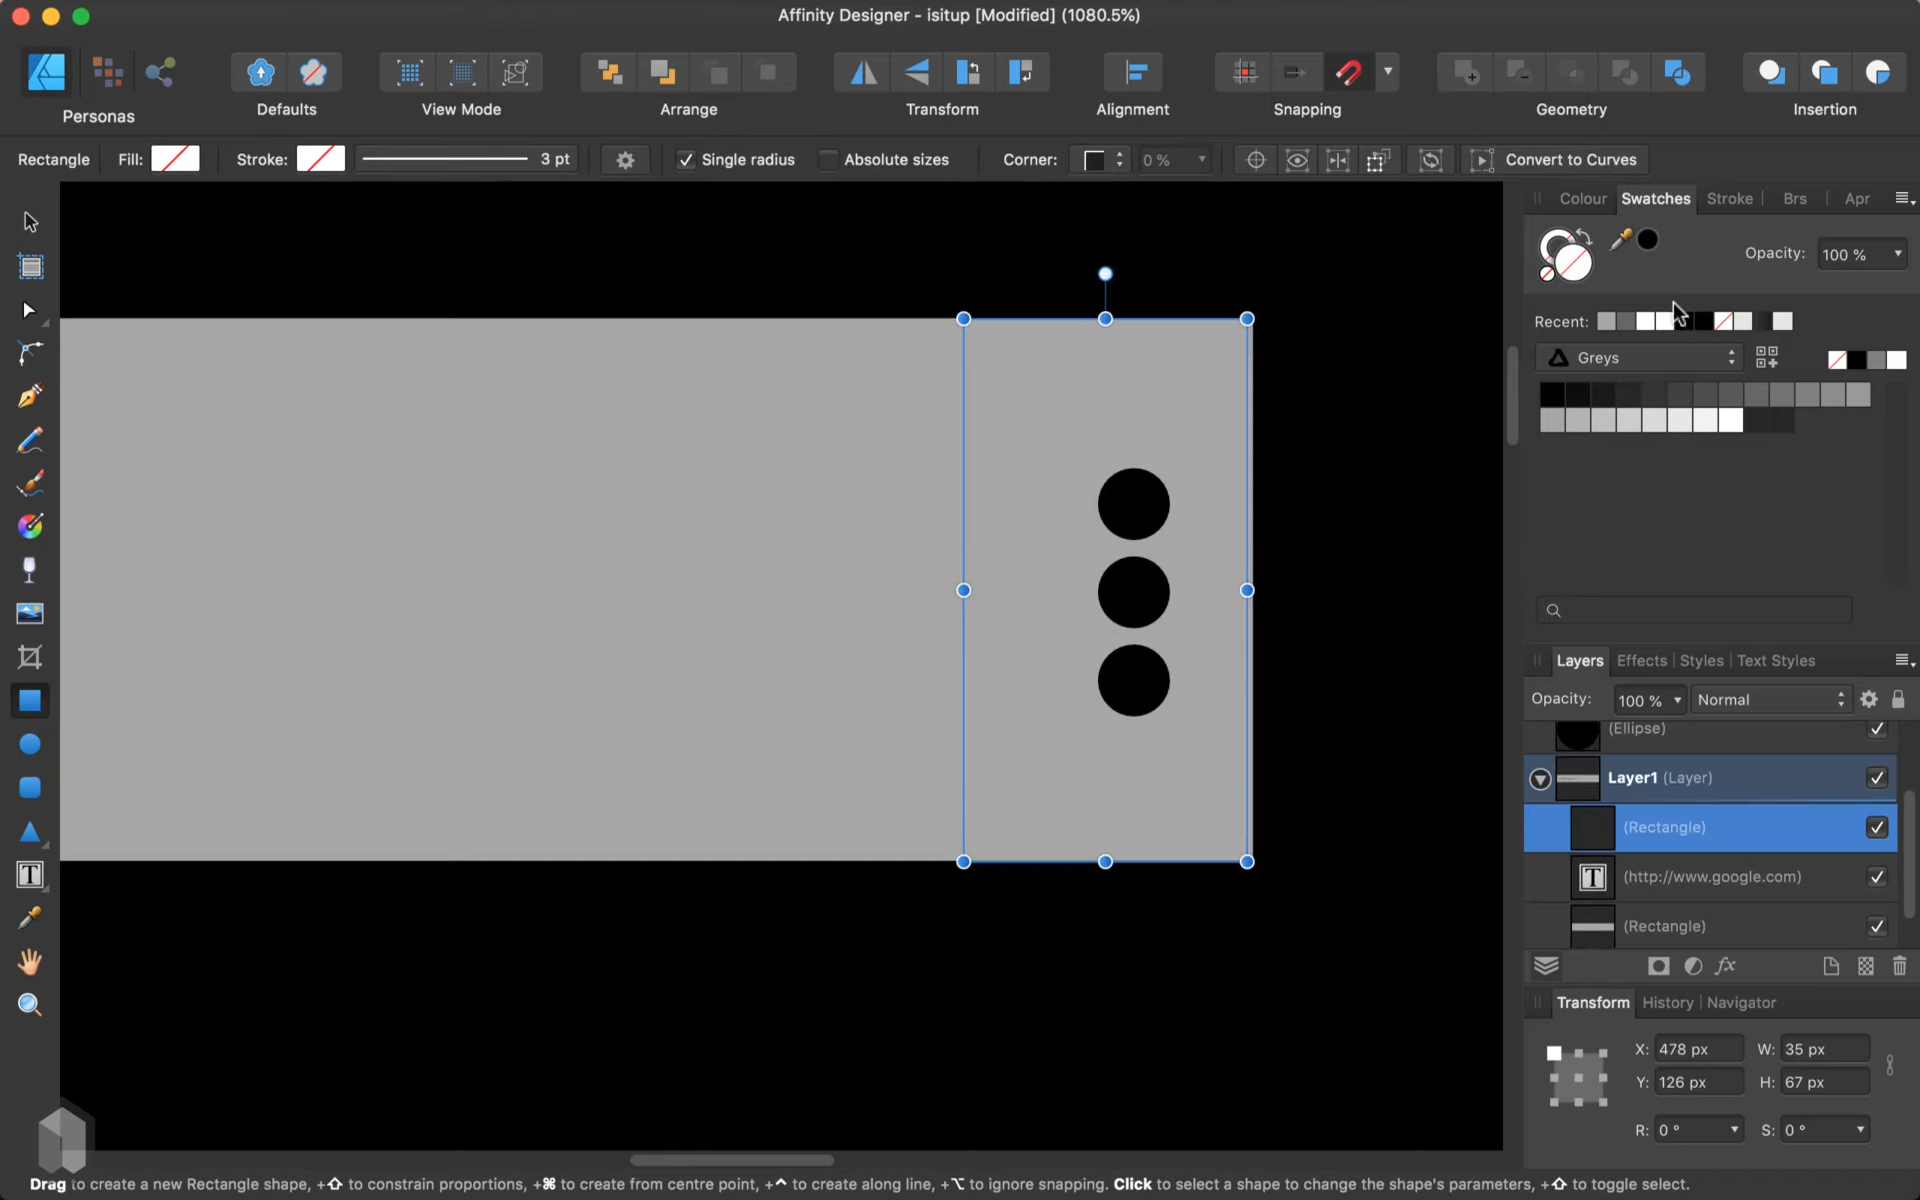 Affinity Designer - isitup [Modified] (1080.5%)
Personas
Defaults
View Mode
Arrange
Transform
Alignment
Snapping
Geometry
Insertion
Rectangle
Fill:
Stroke:
3 pt
Single radius
Absolute sizes
Corner:
0 %
Convert to Curves
Colour
Swatches
Stroke
Brs
Apr
Opacity:
100 %
Recent:
Greys
Layers
Effects
Styles
Text Styles
Opacity:
100 %
Normal
(Ellipse)
Layer1 (Layer)
(Rectangle)
T
(http://www.google.com)
(Rectangle)
fx
Transform
History
Navigator
X: 478 px
W: 35 px
Y: 126 px
H: 67 px
R: 0 °
S: 0 °
T
Drag to create a new Rectangle shape, +⇧ to constrain proportions, +⌘ to create from centre point, +⌃ to create along line, +⌥ to ignore snapping. Click to select a shape to change the shape's parameters, +⇧ to toggle select.